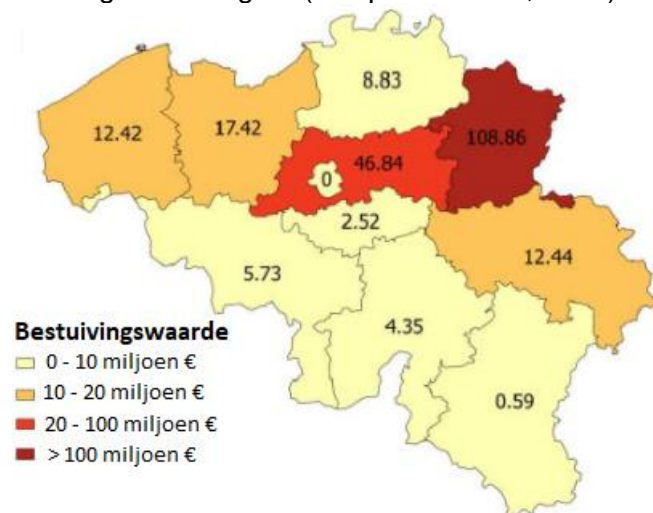 8.83
12.42
17.42
108.86
46.84
0
2.52
12.44
5.73
4.35
0.59
Bestuivingswaarde
0 - 10 miljoen €
10 - 20 miljoen €
20 - 100 miljoen €
> 100 miljoen €